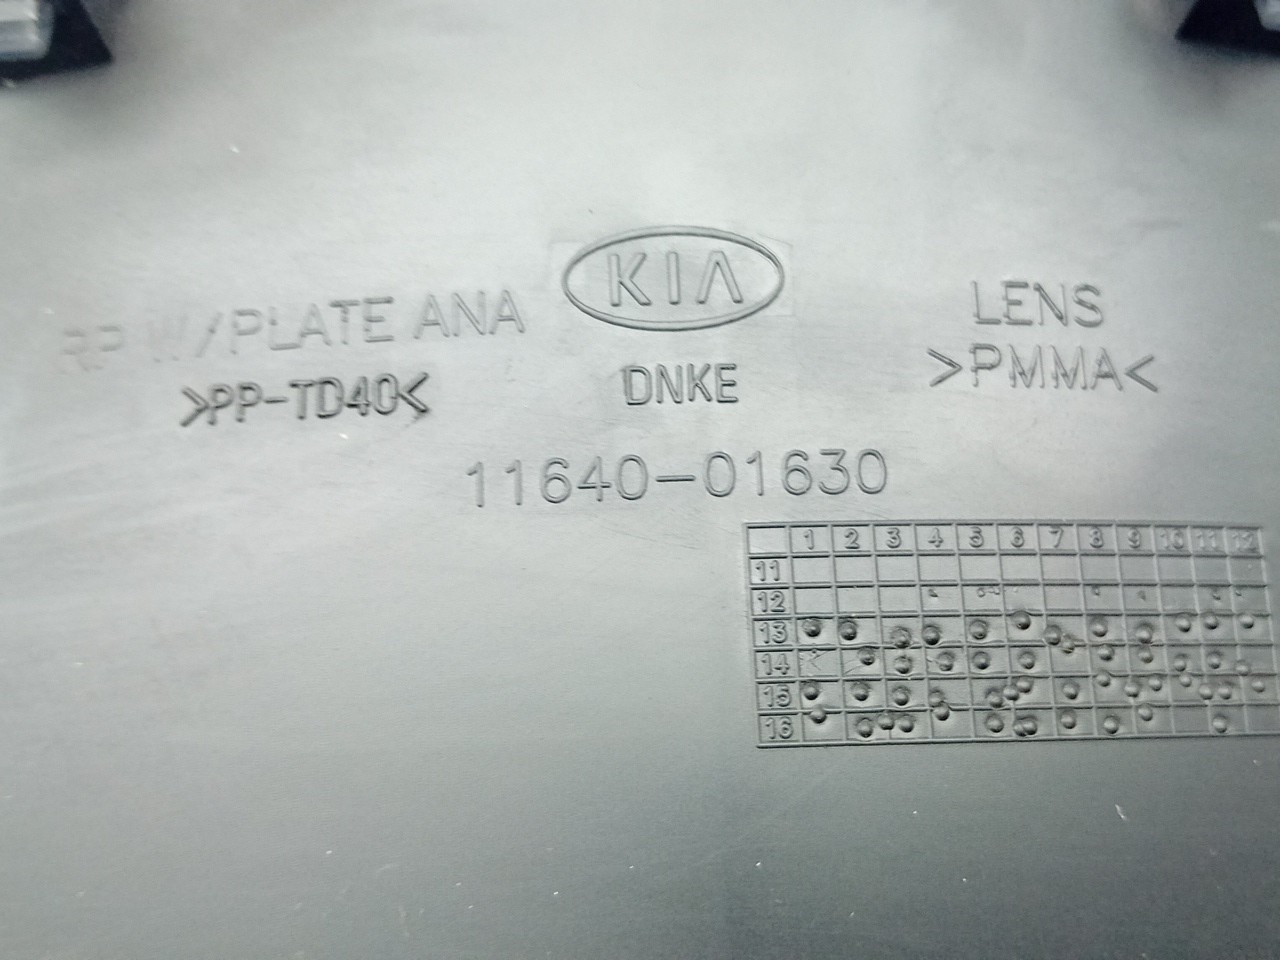 KIA
RP W/PLATE ANA
LENS
>PP-TD40<
DNKE
>PMMA<
11640-01630
1 2 3 4 5 6 7 8 9 10 11 12
11
12
13
14
15
16